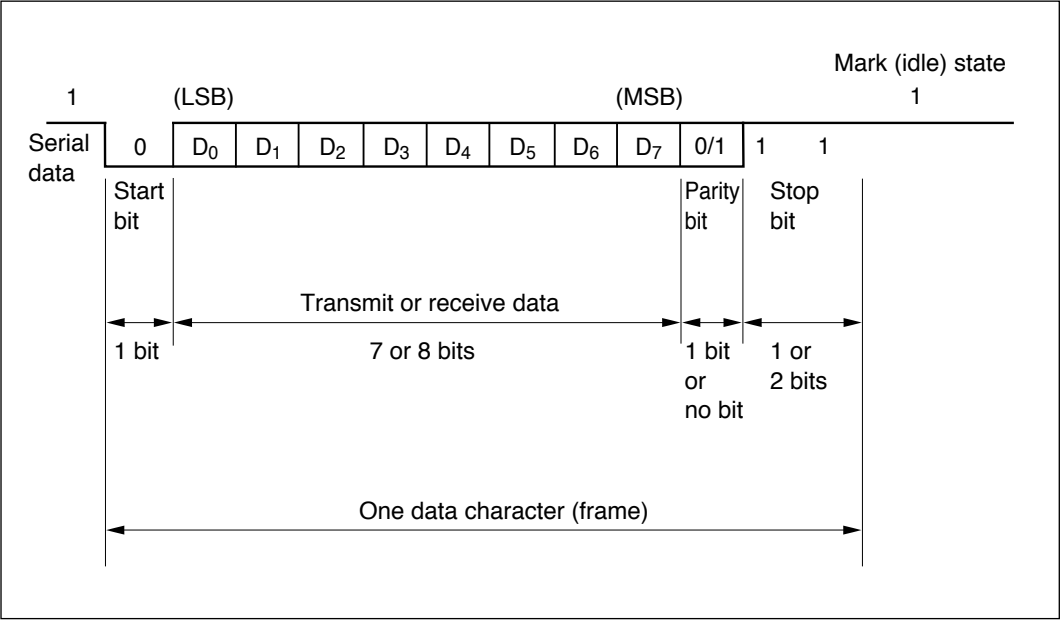 Mark (idle) state
1 (LSB) (MSB) 1
Serial data
0 D₀ D₁ D₂ D₃ D₄ D₅ D₆ D₇ 0/1 1 1
Start bit
Parity bit
Stop bit
Transmit or receive data
1 bit
7 or 8 bits
1 bit or no bit
1 or 2 bits
One data character (frame)